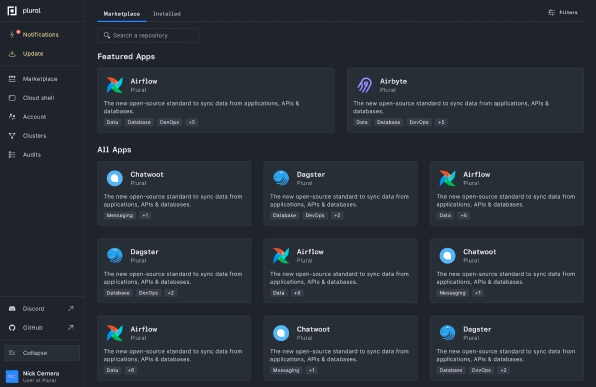 plural
Notifications
Update
Marketplace
Cloud shell
Account
Clusters
Audits
Discord
GitHub
Collapse
NC
Nick Cernera
User at Plural
Marketplace
Installed
Filters
Search a repository
Featured Apps
Airflow
Plural
The new open-source standard to sync data from applications, APIs &
databases.
Data Database DevOps +5
Airbyte
Plural
The new open-source standard to sync data from applications, APIs &
databases.
Data Database DevOps +5
All Apps
Chatwoot
Plural
The new open-source standard to sync data from
applications, APIs & databases.
Messaging +1
Dagster
Plural
The new open-source standard to sync data from
applications, APIs & databases.
Database DevOps +2
Airflow
Plural
The new open-source standard to sync data from
applications, APIs & databases.
Data +6
Dagster
Plural
The new open-source standard to sync data from
applications, APIs & databases.
Database DevOps +2
Airflow
Plural
The new open-source standard to sync data from
applications, APIs & databases.
Data +6
Chatwoot
Plural
The new open-source standard to sync data from
applications, APIs & databases.
Messaging +1
Airflow
Plural
The new open-source standard to sync data from
applications, APIs & databases.
Data +6
Chatwoot
Plural
The new open-source standard to sync data from
applications, APIs & databases.
Messaging +1
Dagster
Plural
The new open-source standard to sync data from
applications, APIs & databases.
Database DevOps +2